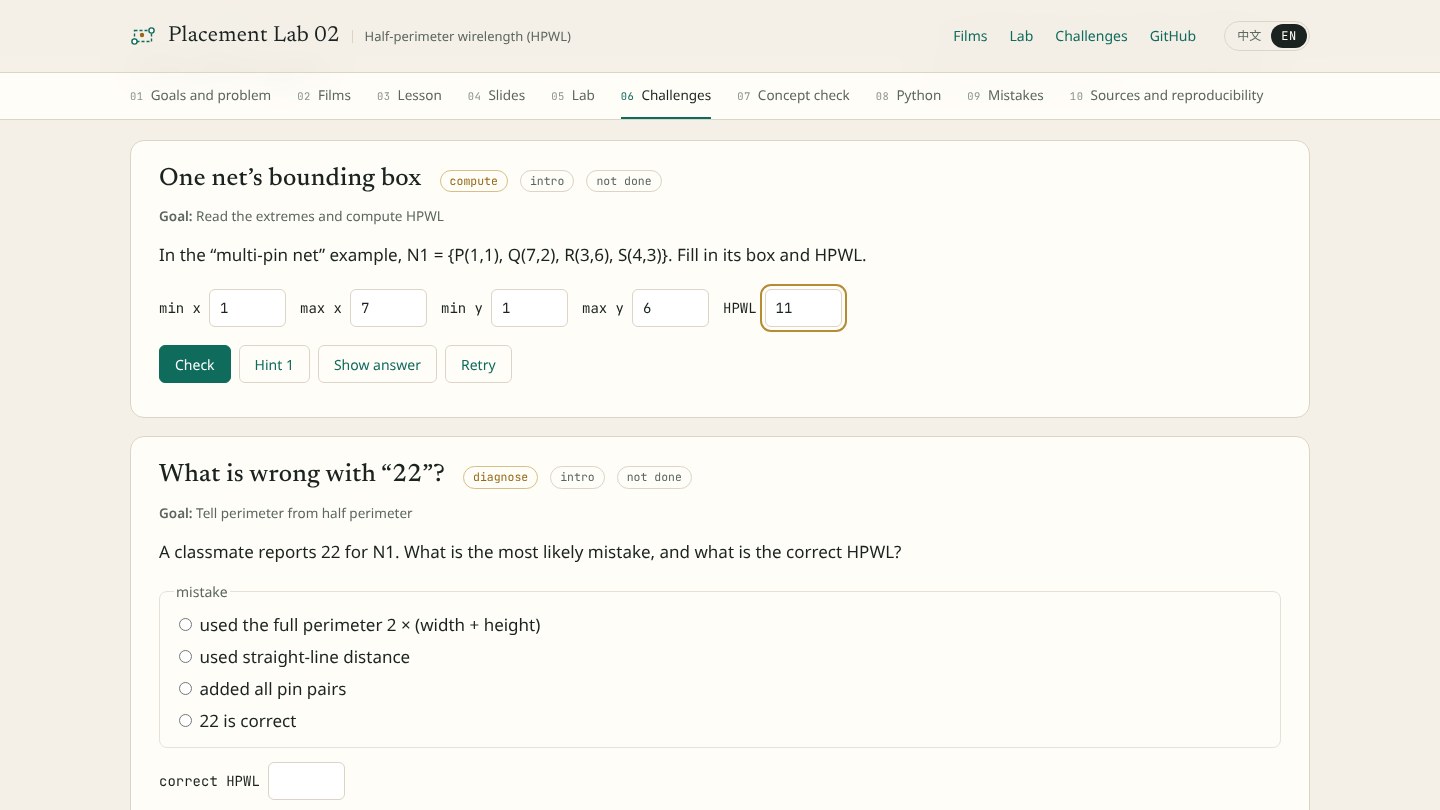 Placement Lab 02 Half-perimeter wirelength (HPWL) Films Lab Challenges GitHub 中文 EN
01 Goals and problem 02 Films 03 Lesson 04 Slides 05 Lab 06 Challenges 07 Concept check 08 Python 09 Mistakes 10 Sources and reproducibility
One net’s bounding box compute intro not done
Goal: Read the extremes and compute HPWL
In the “multi-pin net” example, N1 = {P(1,1), Q(7,2), R(3,6), S(4,3)}. Fill in its box and HPWL.
min x 1 max x 7 min y 1 max y 6 HPWL 11
Check Hint 1 Show answer Retry
What is wrong with “22”? diagnose intro not done
Goal: Tell perimeter from half perimeter
A classmate reports 22 for N1. What is the most likely mistake, and what is the correct HPWL?
mistake
used the full perimeter 2 × (width + height)
used straight-line distance
added all pin pairs
22 is correct
correct HPWL